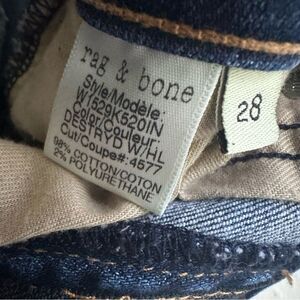 rag & bone
Style/Modèle:
W1529K520IN
Color/Couleur:
DESTRYD W/HL
Cut/Coupe#: 4577
98% COTTON/COTON
2% POLYURETHANE
28